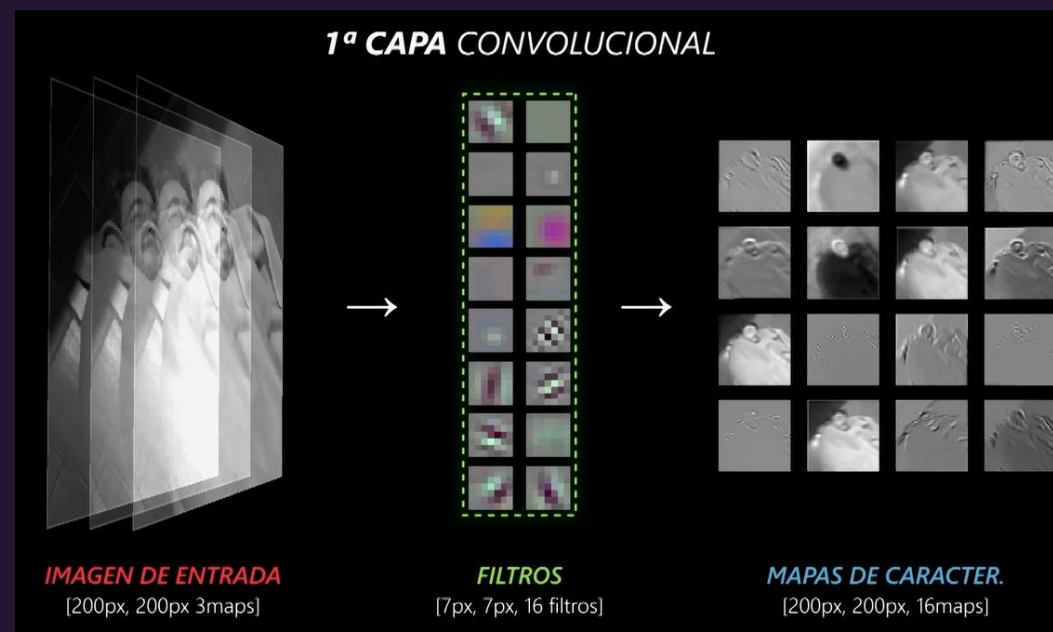 1ª CAPA CONVOLUCIONAL
→ →
IMAGEN DE ENTRADA
[200px, 200px 3maps]
FILTROS
[7px, 7px, 16 filtros]
MAPAS DE CARACTER.
[200px, 200px, 16maps]